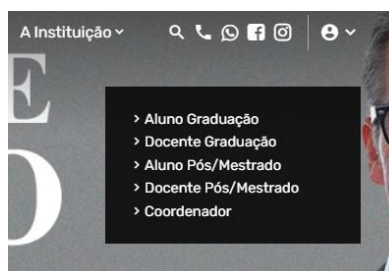 A Instituição
E
O
> Aluno Graduação
> Docente Graduação
> Aluno Pós/Mestrado
> Docente Pós/Mestrado
> Coordenador